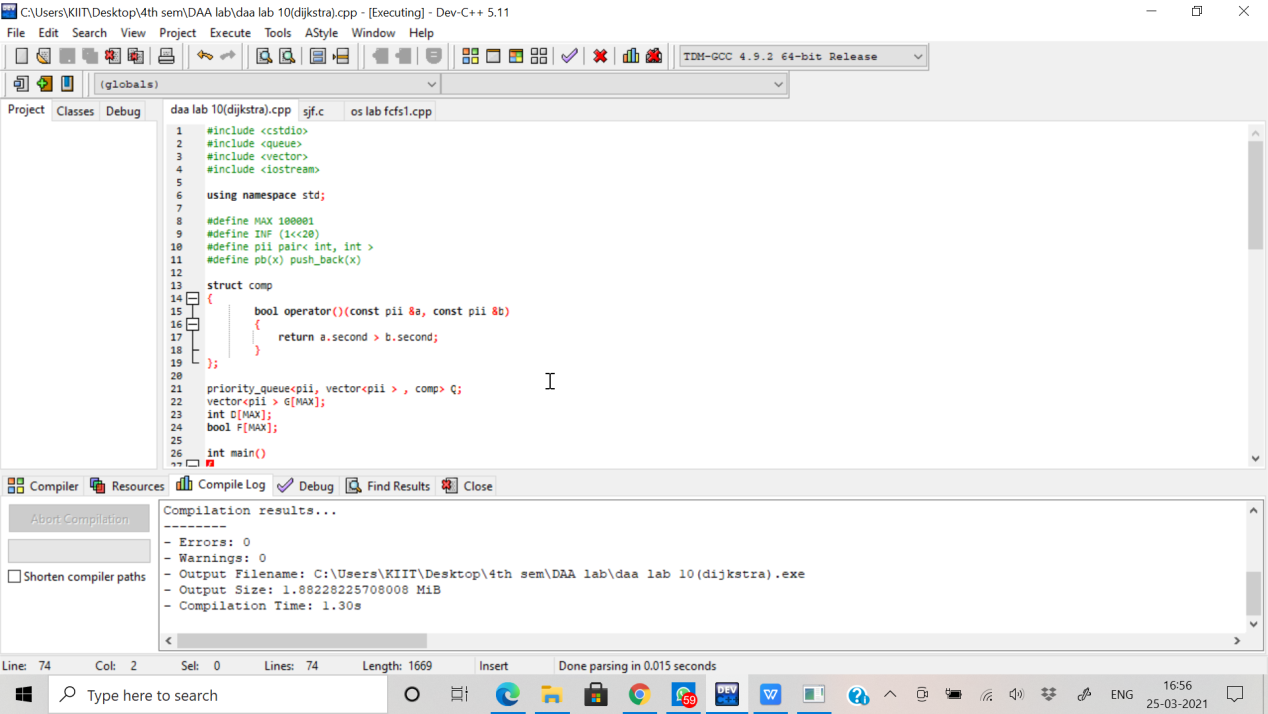 C:\Users\KIIT\Desktop\4th sem\DAA lab\daa lab 10(dijkstra).cpp - [Executing] - Dev-C++ 5.11
File Edit Search View Project Execute Tools AStyle Window Help
TDM-GCC 4.9.2 64-bit Release
(globals)
Project Classes Debug daa lab 10(dijkstra).cpp sjf.c os lab fcfs1.cpp
1 #include <cstdio>
2 #include <queue>
3 #include <vector>
4 #include <iostream>
5
6 using namespace std;
7
8 #define MAX 100001
9 #define INF (1<<20)
10 #define pii pair< int, int >
11 #define pb(x) push_back(x)
12
13 struct comp
14 {
15 bool operator()(const pii &a, const pii &b)
16 {
17 return a.second > b.second;
18 }
19 };
20
21 priority_queue<pii, vector<pii > , comp> Q;
22 vector<pii > G[MAX];
23 int D[MAX];
24 bool F[MAX];
25
26 int main()
27 {
Compiler Resources Compile Log Debug Find Results Close
Abort Compilation
Shorten compiler paths
Compilation results...
--------
- Errors: 0
- Warnings: 0
- Output Filename: C:\Users\KIIT\Desktop\4th sem\DAA lab\daa lab 10(dijkstra).exe
- Output Size: 1.88228225708008 MiB
- Compilation Time: 1.30s
Line: 74 Col: 2 Sel: 0 Lines: 74 Length: 1669 Insert Done parsing in 0.015 seconds
Type here to search
59
DEV
ENG
16:56
25-03-2021